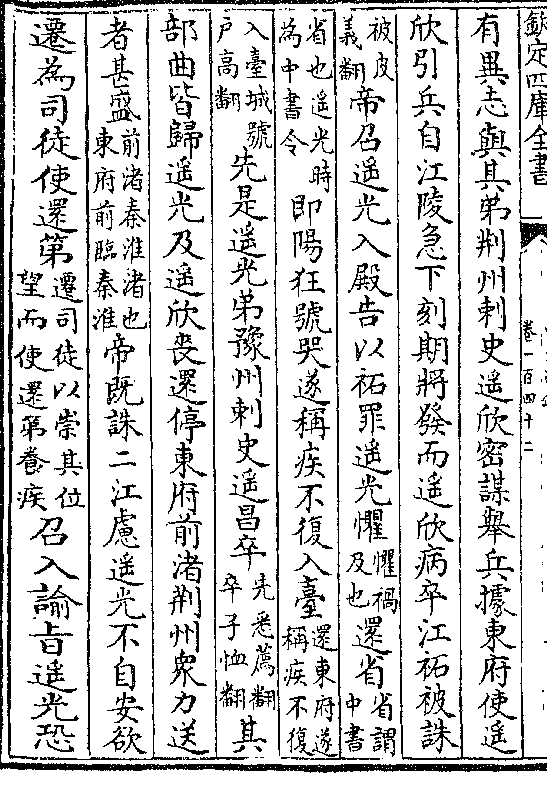 欽定四庫全書
卷一百四十二
有異志與其弟荆州刺史遥欣密謀舉兵據東府使遥
欣引兵自江陵急下刻期將發而遥欣病卒江祏被誅
被皮義翻帝召遥光入殿告以祏罪遥光懼懼禍及也還省省謂中書
省也遥光時為中書令即陽狂號哭遂稱疾不復入臺還東府遂稱疾不復
入臺城號户高翻先是遥光弟豫州刺史遥昌卒先悉薦翻卒子恤翻其
部曲皆歸遥光及遥欣喪還停東府前渚荆州衆力送
者甚盛前渚秦淮渚也東府前臨秦淮帝既誅二江慮遥光不自安欲
遷為司徒使還第遷司徒以崇其位望而使還第養疾召入諭旨遥光恐